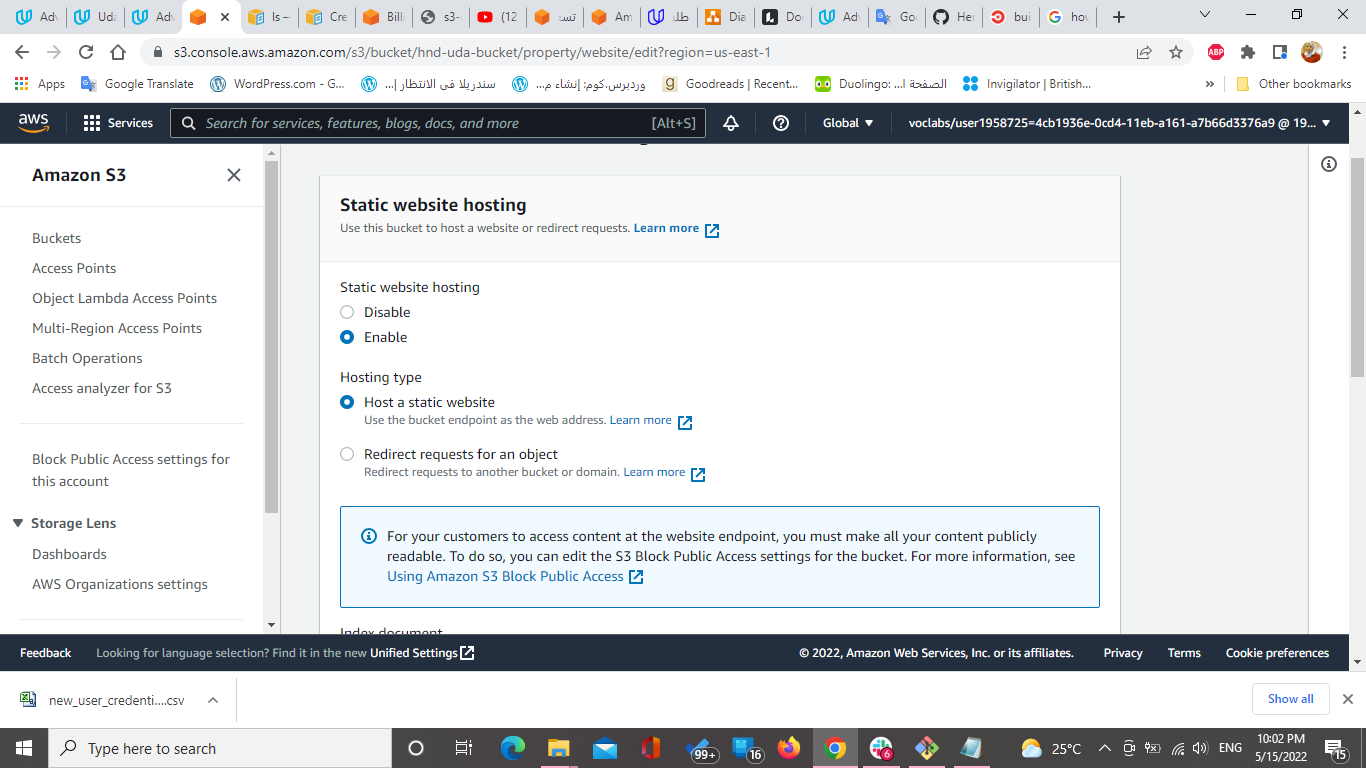 Adv
Uda
Adv
Is
Cre
Billi
s3-
(12
تسد
Am
طلا
Dia
Doc
Adv
Goo
Her
bui
hov
s3.console.aws.amazon.com/s3/bucket/hnd-uda-bucket/property/website/edit?region=us-east-1
ABP
Apps
Google Translate
WordPress.com - G...
سندريلا فى الانتظار |...
وردبرس.كوم: إنشاء م...
Goodreads | Recent...
Duolingo: الصفحة ا...
Invigilator | British...
»
Other bookmarks
aws
Services
Search for services, features, blogs, docs, and more
[Alt+S]
Global
voclabs/user1958725=4cb1936e-0cd4-11eb-a161-a7b66d3376a9 @ 19...
Amazon S3
Buckets
Access Points
Object Lambda Access Points
Multi-Region Access Points
Batch Operations
Access analyzer for S3
Block Public Access settings for
this account
Storage Lens
Dashboards
AWS Organizations settings
Static website hosting
Use this bucket to host a website or redirect requests. Learn more
Static website hosting
Disable
Enable
Hosting type
Host a static website
Use the bucket endpoint as the web address. Learn more
Redirect requests for an object
Redirect requests to another bucket or domain. Learn more
For your customers to access content at the website endpoint, you must make all your content publicly
readable. To do so, you can edit the S3 Block Public Access settings for the bucket. For more information, see
Using Amazon S3 Block Public Access
Index document
Feedback
Looking for language selection? Find it in the new Unified Settings
© 2022, Amazon Web Services, Inc. or its affiliates.
Privacy
Terms
Cookie preferences
new_user_credenti....csv
Show all
Type here to search
99+
16
6
25°C
ENG
10:02 PM
5/15/2022
15